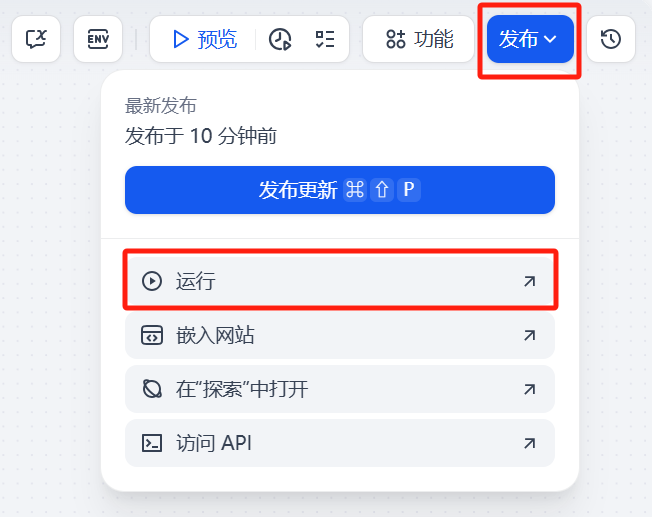 ENV
预览
功能
发布
最新发布
发布于 10 分钟前
发布更新 ⌘ ⇧ P
运行
嵌入网站
在“探索”中打开
访问 API